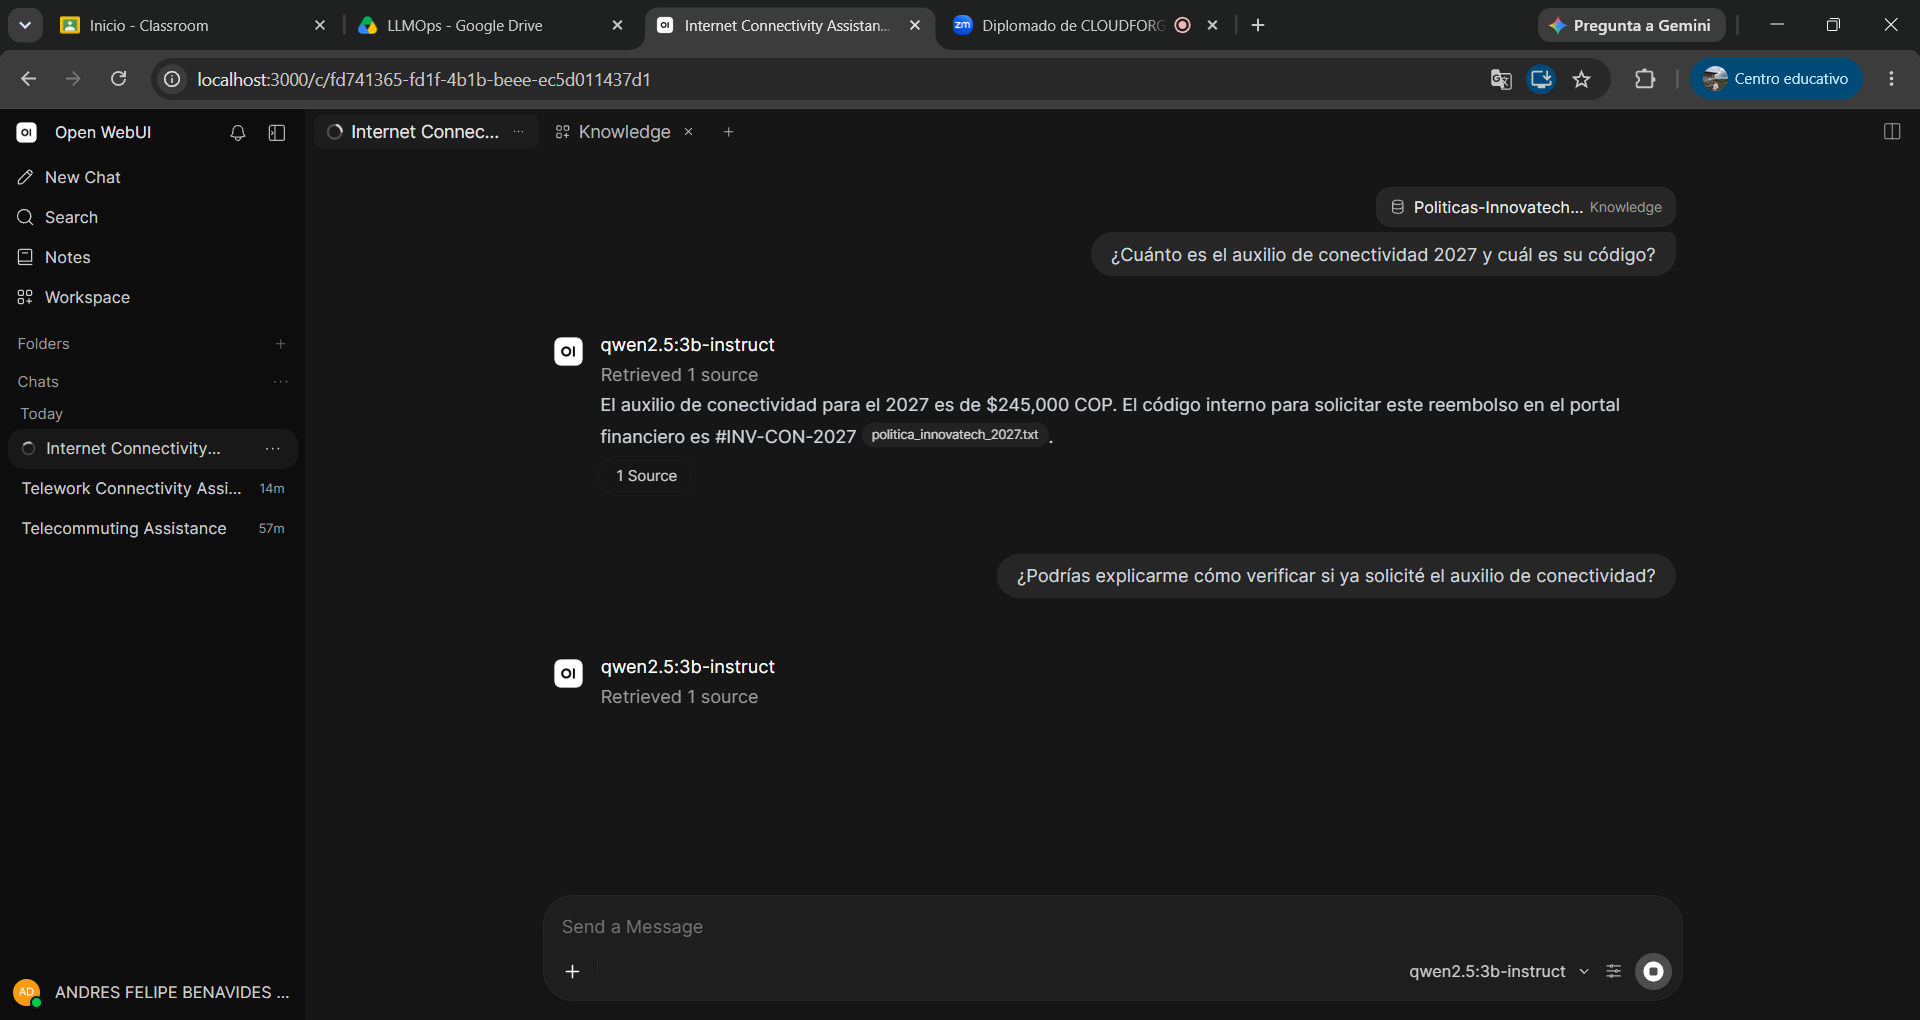 Inicio - Classroom
LLMOps - Google Drive
Internet Connectivity Assistan...
zm
Diplomado de CLOUDFORG
Pregunta a Gemini
localhost:3000/c/fd741365-fd1f-4b1b-beee-ec5d011437d1
Centro educativo
OI
Open WebUI
Internet Connec...
Knowledge
New Chat
Search
Notes
Workspace
Folders
Chats
Today
Internet Connectivity...
Telework Connectivity Assi... 14m
Telecommuting Assistance 57m
Politicas-Innovatech... Knowledge
¿Cuánto es el auxilio de conectividad 2027 y cuál es su código?
OI
qwen2.5:3b-instruct
Retrieved 1 source
El auxilio de conectividad para el 2027 es de $245,000 COP. El código interno para solicitar este reembolso en el portal
financiero es #INV-CON-2027 politica_innovatech_2027.txt .
1 Source
¿Podrías explicarme cómo verificar si ya solicité el auxilio de conectividad?
OI
qwen2.5:3b-instruct
Retrieved 1 source
Send a Message
qwen2.5:3b-instruct
AD
ANDRES FELIPE BENAVIDES ...